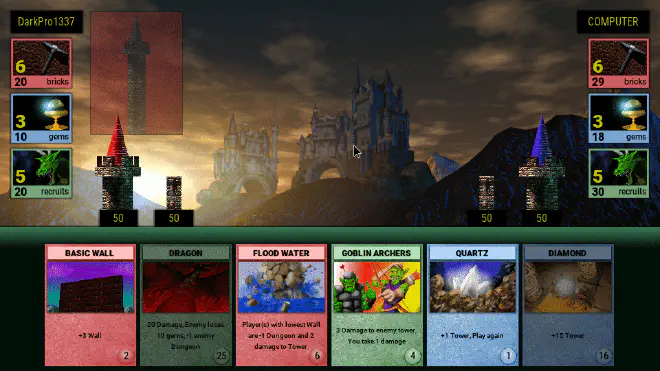 DarkPro1337
COMPUTER
6
20 bricks
3
10 gems
5
20 recruits
6
29 bricks
3
18 gems
5
30 recruits
50
50
50
50
BASIC WALL
+3 Wall
2
DRAGON
20 Damage, Enemy loses
10 gems, -1 enemy
Dungeon
25
FLOOD WATER
Player(s) with lowest Wall
are -1 Dungeon and 2
damage to Tower
6
GOBLIN ARCHERS
3 Damage to enemy tower,
You take 1 damage
4
QUARTZ
+1 Tower, Play again
1
DIAMOND
+15 Tower
16